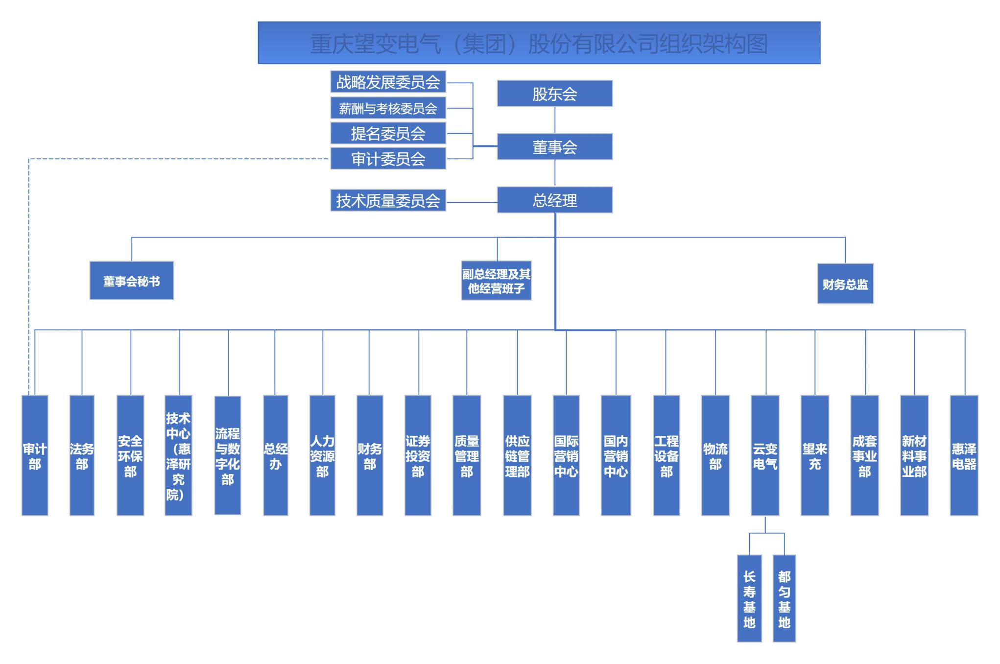 重庆望变电气（集团）股份有限公司组织架构图
战略发展委员会
薪酬与考核委员会
提名委员会
审计委员会
技术质量委员会
股东会
董事会
总经理
董事会秘书
副总经理及其
他经营班子
财务总监
审计
部
法务
部
安全
环保
部
技术
中心
（惠
泽研
究
院）
流程
与数
字化
部
总经
办
人力
资源
部
财务
部
证券
投资
部
质量
管理
部
供应
链管
理部
国际
营销
中心
国内
营销
中心
工程
设备
部
物流
部
云变
电气
望来
充
成套
事业
部
新材
料事
业部
惠泽
电器
长
寿
基
地
都
匀
基
地